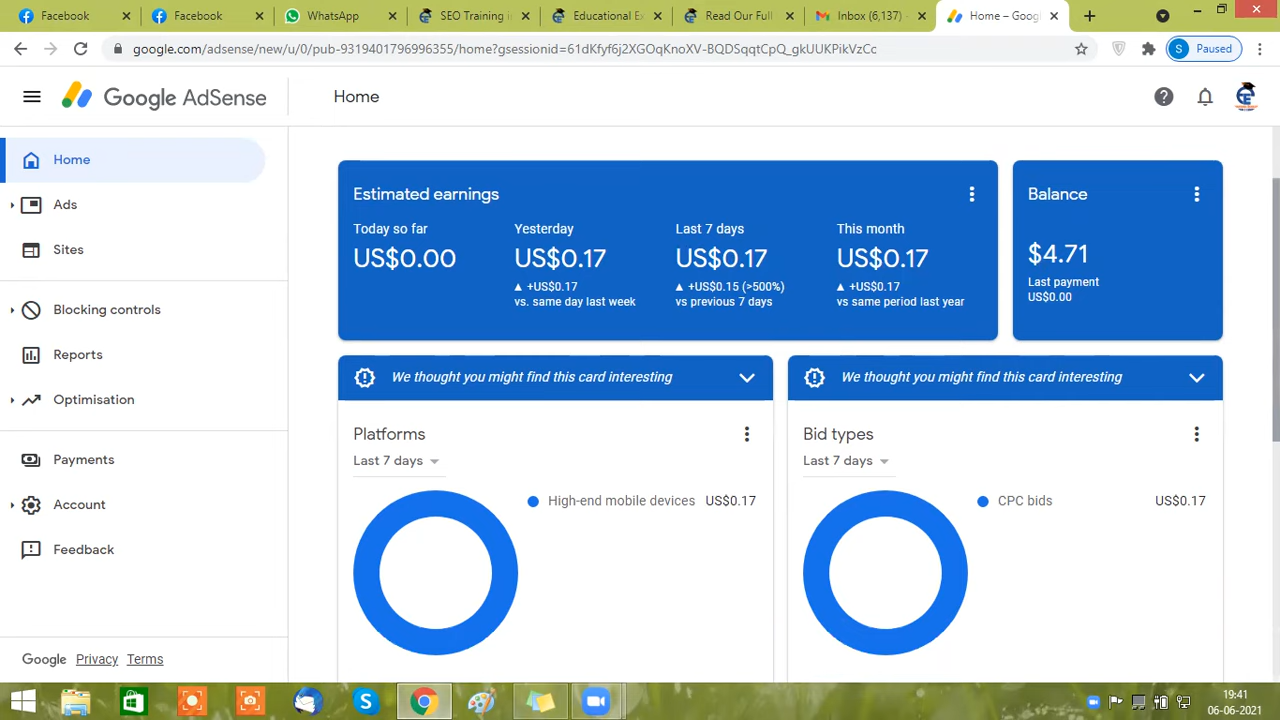 Facebook
Facebook
WhatsApp
SEO Training in
Educational E
Read Our Full
Inbox (6,137) -
Home – Goog
google.com/adsense/new/u/0/pub-9319401796996355/home?gsessionid=61dKfyf6j2XGOqKnoXV-BQDSqqtCpQ_gkUUKPikVzCc
S Paused
Google AdSense
Home
Home
Ads
Sites
Blocking controls
Reports
Optimisation
Payments
Account
Feedback
Google Privacy Terms
Estimated earnings
Today so far
US$0.00
Yesterday
US$0.17
▲ +US$0.17
vs. same day last week
Last 7 days
US$0.17
▲ +US$0.15 (>500%)
vs previous 7 days
This month
US$0.17
▲ +US$0.17
vs same period last year
Balance
$4.71
Last payment
US$0.00
We thought you might find this card interesting
Platforms
Last 7 days
High-end mobile devices US$0.17
We thought you might find this card interesting
Bid types
Last 7 days
CPC bids US$0.17
19:41
06-06-2021